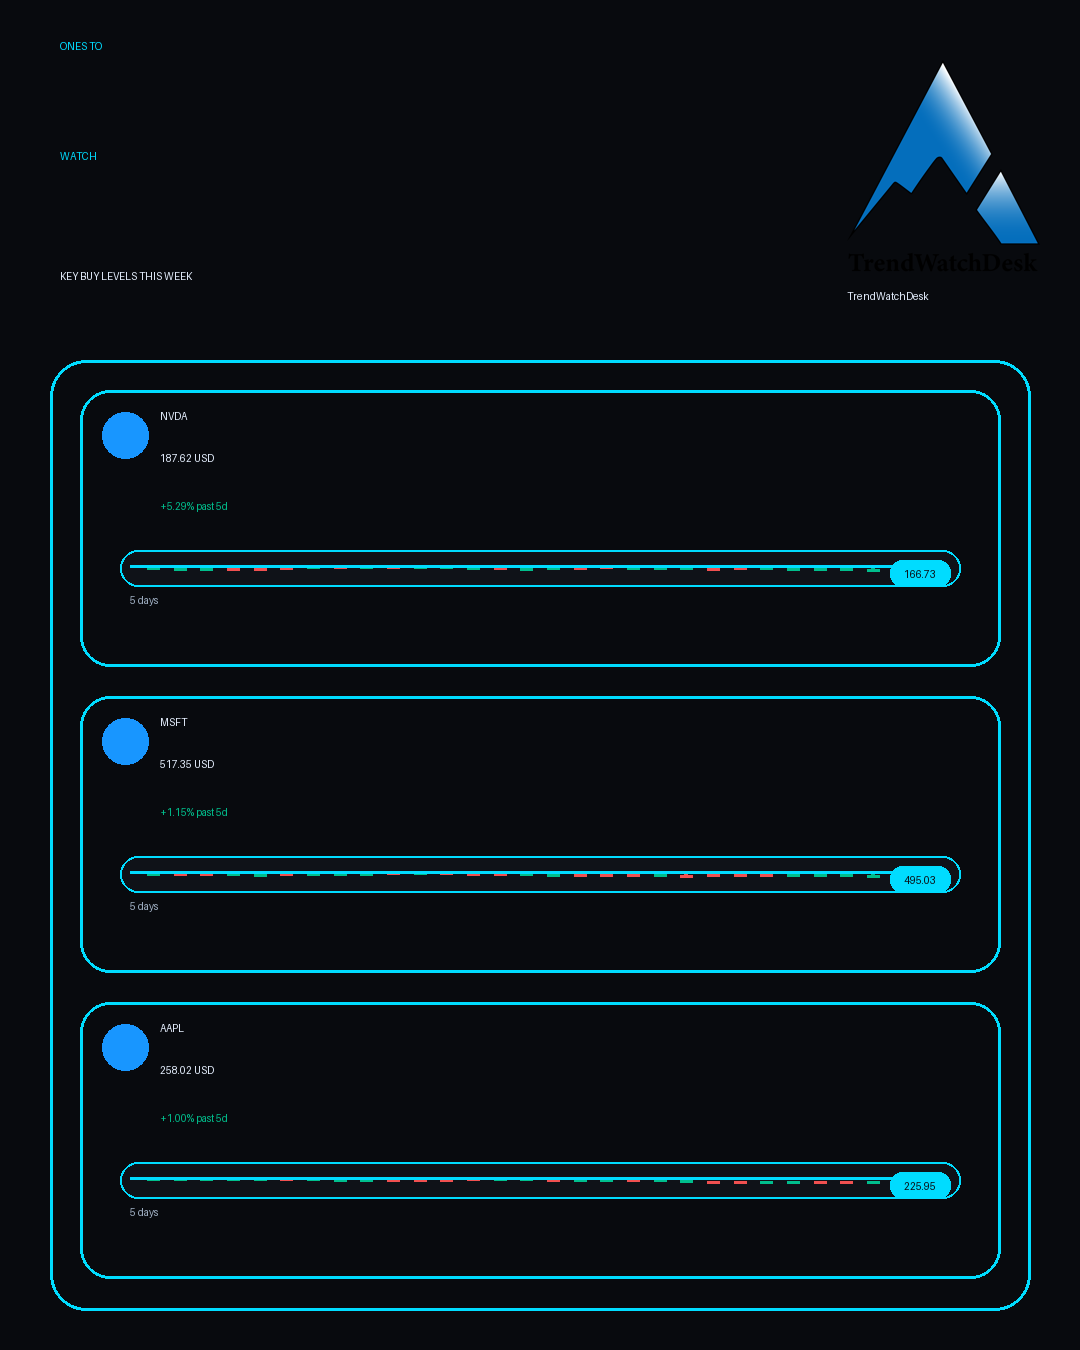 ONES TO
WATCH
KEY BUY LEVELS THIS WEEK
TrendWatchDesk
TrendWatchDesk
NVDA
187.62 USD
+5.29% past 5d
166.73
5 days
MSFT
517.35 USD
+1.15% past 5d
495.03
5 days
AAPL
258.02 USD
+1.00% past 5d
225.95
5 days